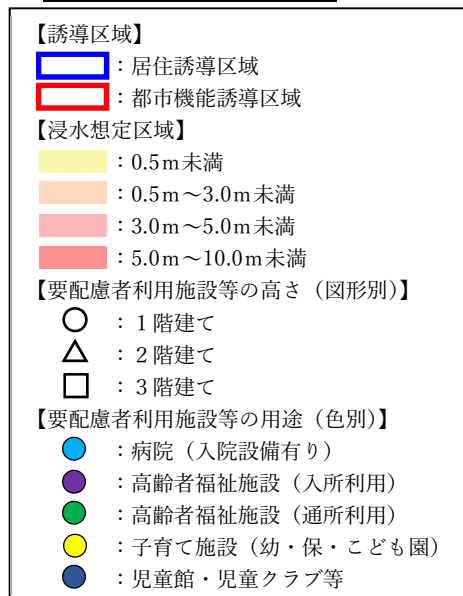 【誘導区域】
：居住誘導区域
：都市機能誘導区域
【浸水想定区域】
：0.5ｍ未満
：0.5ｍ～3.0ｍ未満
：3.0ｍ～5.0ｍ未満
：5.0ｍ～10.0ｍ未満
【要配慮者利用施設等の高さ（図形別）】
：１階建て
：２階建て
：３階建て
【要配慮者利用施設等の用途（色別）】
：病院（入院設備有り）
：高齢者福祉施設（入所利用）
：高齢者福祉施設（通所利用）
：子育て施設（幼・保・こども園）
：児童館・児童クラブ等